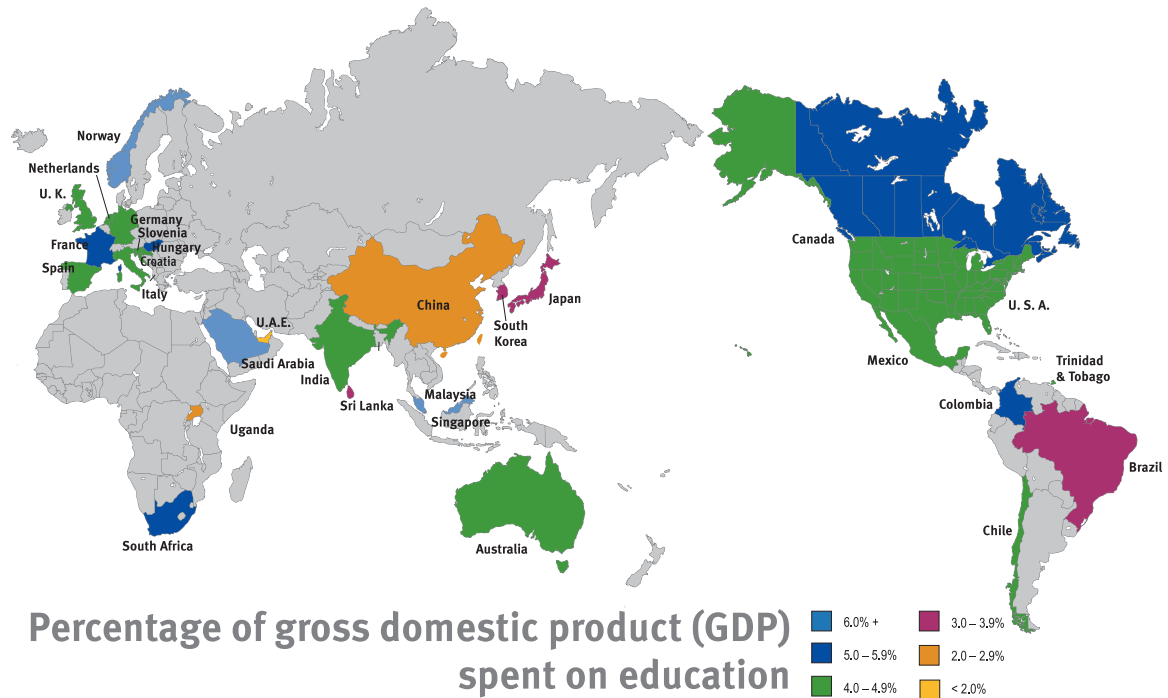 Norway
Netherlands
U. K.
Germany
Slovenia
France
Hungary
Croatia
Spain
Italy
Canada
China
Japan
U. S. A.
U.A.E.
South
Korea
Saudi Arabia
Mexico
Trinidad
& Tobago
India
Malaysia
Sri Lanka
Colombia
Singapore
Uganda
Brazil
Chile
South Africa
Australia
Percentage of gross domestic product (GDP)
spent on education
6.0% +
5.0 – 5.9%
4.0 – 4.9%
3.0 – 3.9%
2.0 – 2.9%
< 2.0%